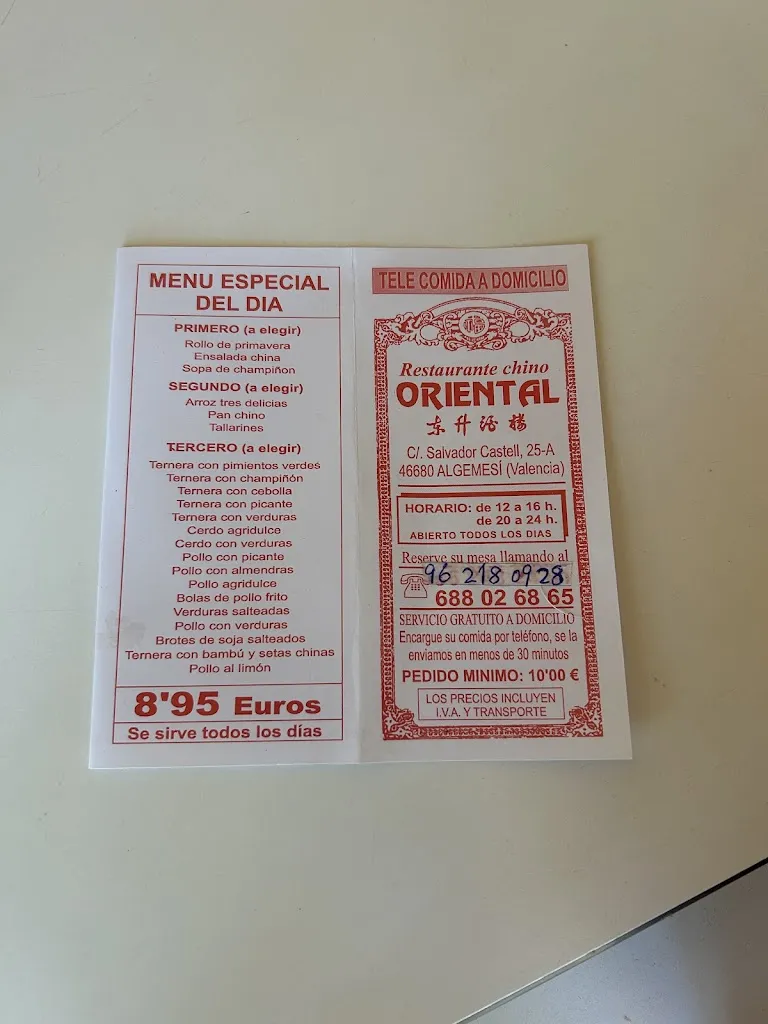 MENU ESPECIAL
DEL DIA
PRIMERO (a elegir)
Rollo de primavera
Ensalada china
Sopa de champiñon
SEGUNDO (a elegir)
Arroz tres delicias
Pan chino
Tallarines
TERCERO (a elegir)
Ternera con pimientos verdes
Ternera con champiñón
Ternera con cebolla
Ternera con picante
Ternera con verduras
Cerdo agridulce
Cerdo con verduras
Pollo con picante
Pollo con almendras
Pollo agridulce
Bolas de pollo frito
Verduras salteadas
Pollo con verduras
Brotes de soja salteados
Ternera con bambú y setas chinas
Pollo al limón
8'95 Euros
Se sirve todos los días
TELE COMIDA A DOMICILIO
Restaurante chino
ORIENTAL
东升酒楼
C/. Salvador Castell, 25-A
46680 ALGEMESÍ (Valencia)
HORARIO: de 12 a 16 h.
de 20 a 24 h.
ABIERTO TODOS LOS DIAS
Reserve su mesa llamando al
96 218 09 28
688 02 68 65
SERVICIO GRATUITO A DOMICILIO
Encargue su comida por teléfono, se la
enviamos en menos de 30 minutos
PEDIDO MINIMO: 10'00 €
LOS PRECIOS INCLUYEN
I.V.A. Y TRANSPORTE